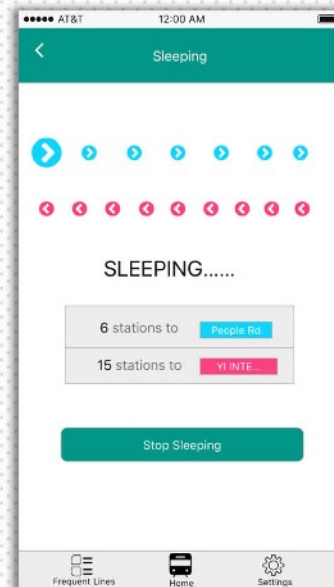 AT&T 12:00 AM
Sleeping
SLEEPING......
6 stations to People Rd
15 stations to YI INTE...
Stop Sleeping
Frequent Lines Home Settings